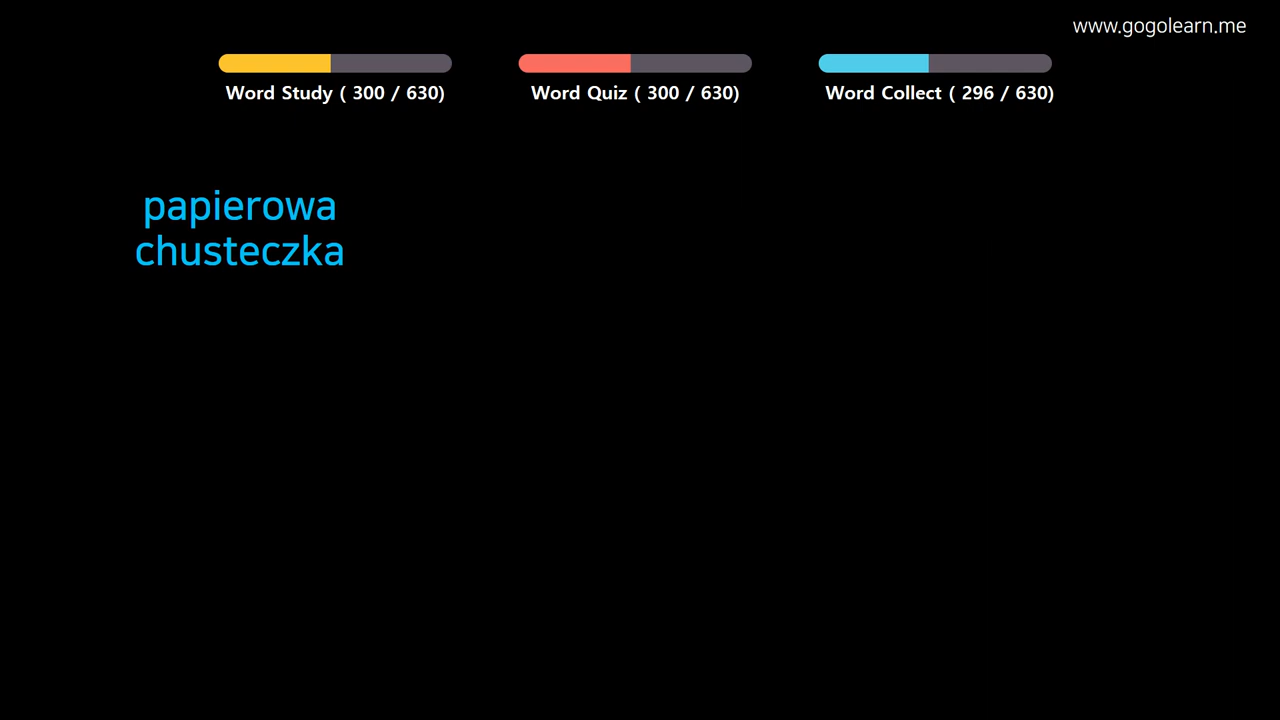 www.gogolearn.me
Word Study ( 300 / 630)
Word Quiz ( 300 / 630)
Word Collect ( 296 / 630)
papierowa
chusteczka